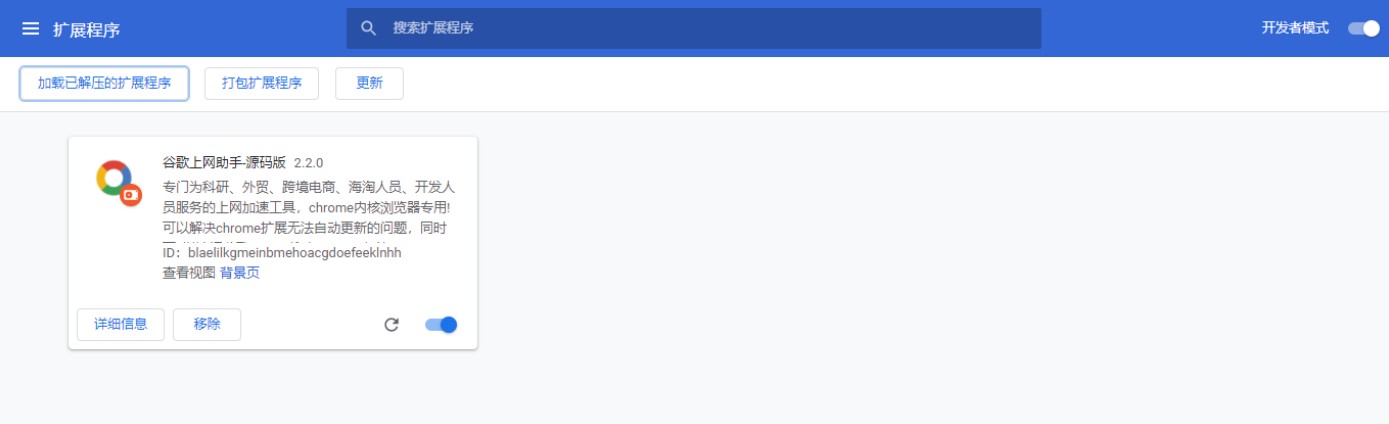 扩展程序
搜索扩展程序
开发者模式
加载已解压的扩展程序
打包扩展程序
更新
谷歌上网助手-源码版 2.2.0
专门为科研、外贸、跨境电商、海淘人员、开发人
员服务的上网加速工具，chrome内核浏览器专用!
可以解决chrome扩展无法自动更新的问题，同时
ID：blaelilkgmeinbmehoacgdoefeeklnhh
查看视图 背景页
详细信息
移除